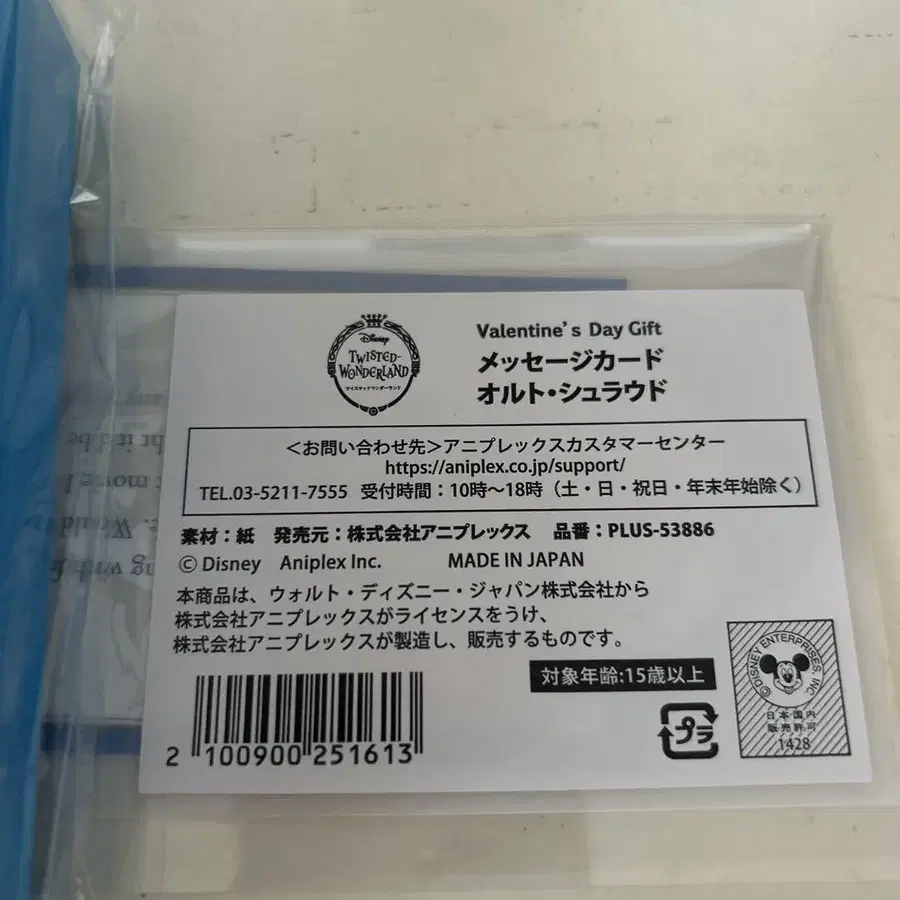 Disney
TWISTED-
WONDERLAND
ツイステッドワンダーランド
Valentine's Day Gift
メッセージカード
オルト・シュラウド
＜お問い合わせ先＞アニプレックスカスタマーセンター
https://aniplex.co.jp/support/
TEL.03-5211-7555 受付時間：10時～18時（土・日・祝日・年末年始除く）
素材：紙 発売元：株式会社アニプレックス 品番：PLUS-53886
© Disney Aniplex Inc. MADE IN JAPAN
本商品は、ウォルト・ディズニー・ジャパン株式会社から
株式会社アニプレックスがライセンスをうけ、
株式会社アニプレックスが製造し、販売するものです。
対象年齢:15歳以上
プラ
©DISNEY ENTERPRISES, INC
日本国内
販売許可
1428
2 100900 251613